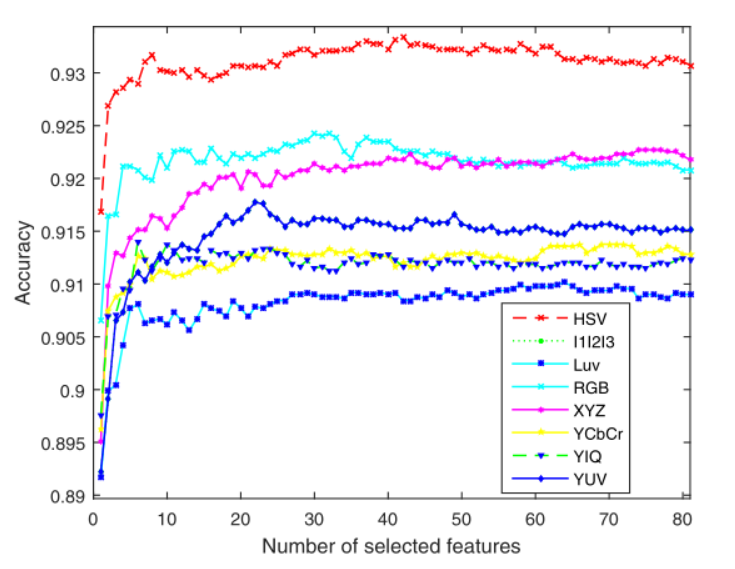 0.93
0.925
0.92
0.915
0.91
0.905
0.9
0.895
0.89
Accuracy
0 10 20 30 40 50 60 70 80
Number of selected features
HSV
I1I2I3
Luv
RGB
XYZ
YCbCr
YIQ
YUV